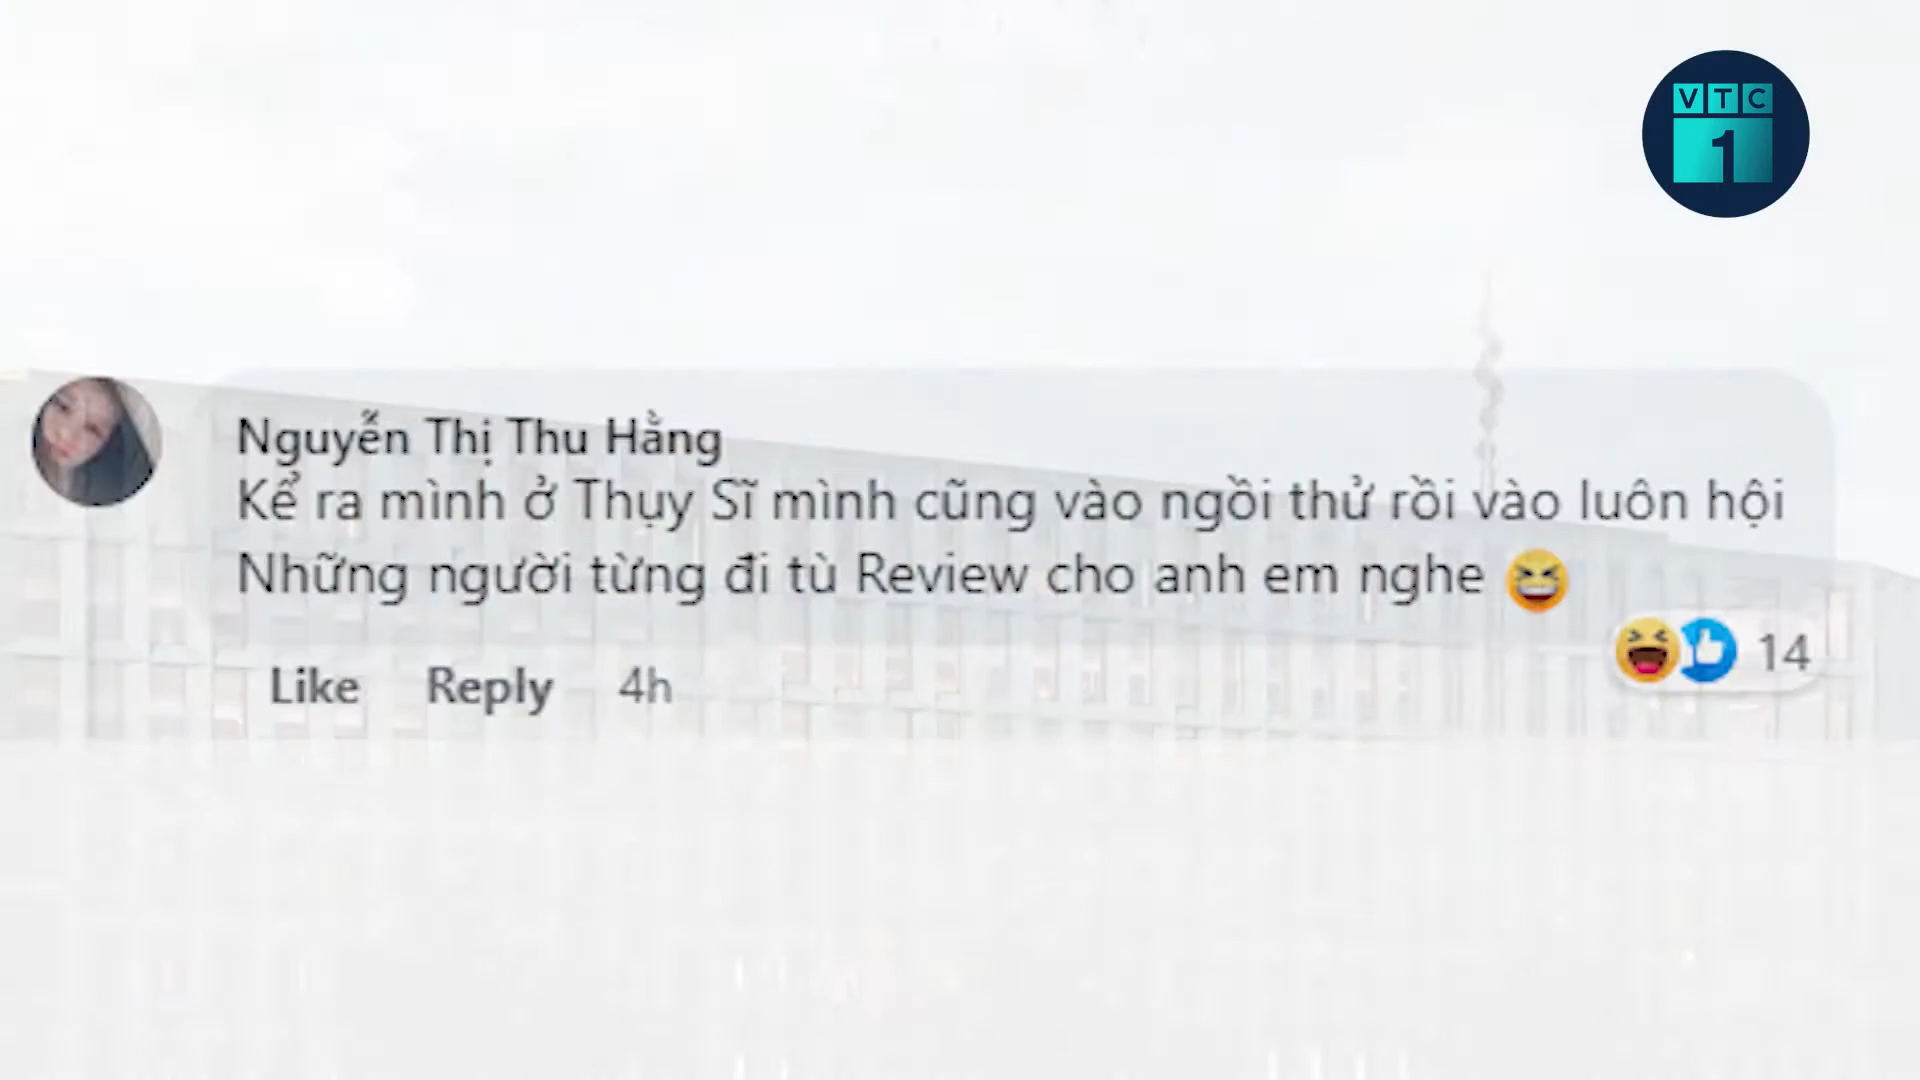 VTC
1
Nguyễn Thị Thu Hằng
Kể ra mình ở Thụy Sĩ mình cũng vào ngồi thử rồi vào luôn hội
Những người từng đi tù Review cho anh em nghe 😆
14
Like Reply 4h